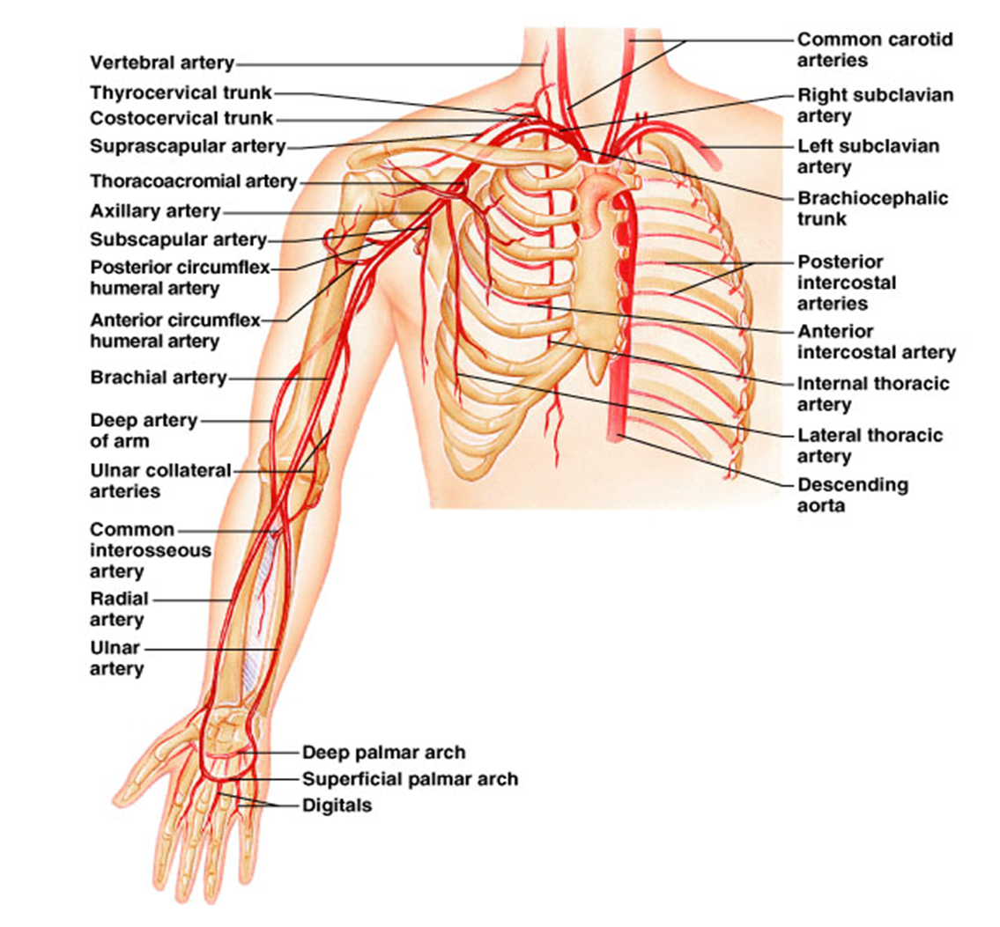 Vertebral artery
Thyrocervical trunk
Costocervical trunk
Suprascapular artery
Thoracoacromial artery
Axillary artery
Subscapular artery
Posterior circumflex
humeral artery
Anterior circumflex
humeral artery
Brachial artery
Deep artery
of arm
Ulnar collateral
arteries
Common
interosseous
artery
Radial
artery
Ulnar
artery
Deep palmar arch
Superficial palmar arch
Digitals
Common carotid
arteries
Right subclavian
artery
Left subclavian
artery
Brachiocephalic
trunk
Posterior
intercostal
arteries
Anterior
intercostal artery
Internal thoracic
artery
Lateral thoracic
artery
Descending
aorta